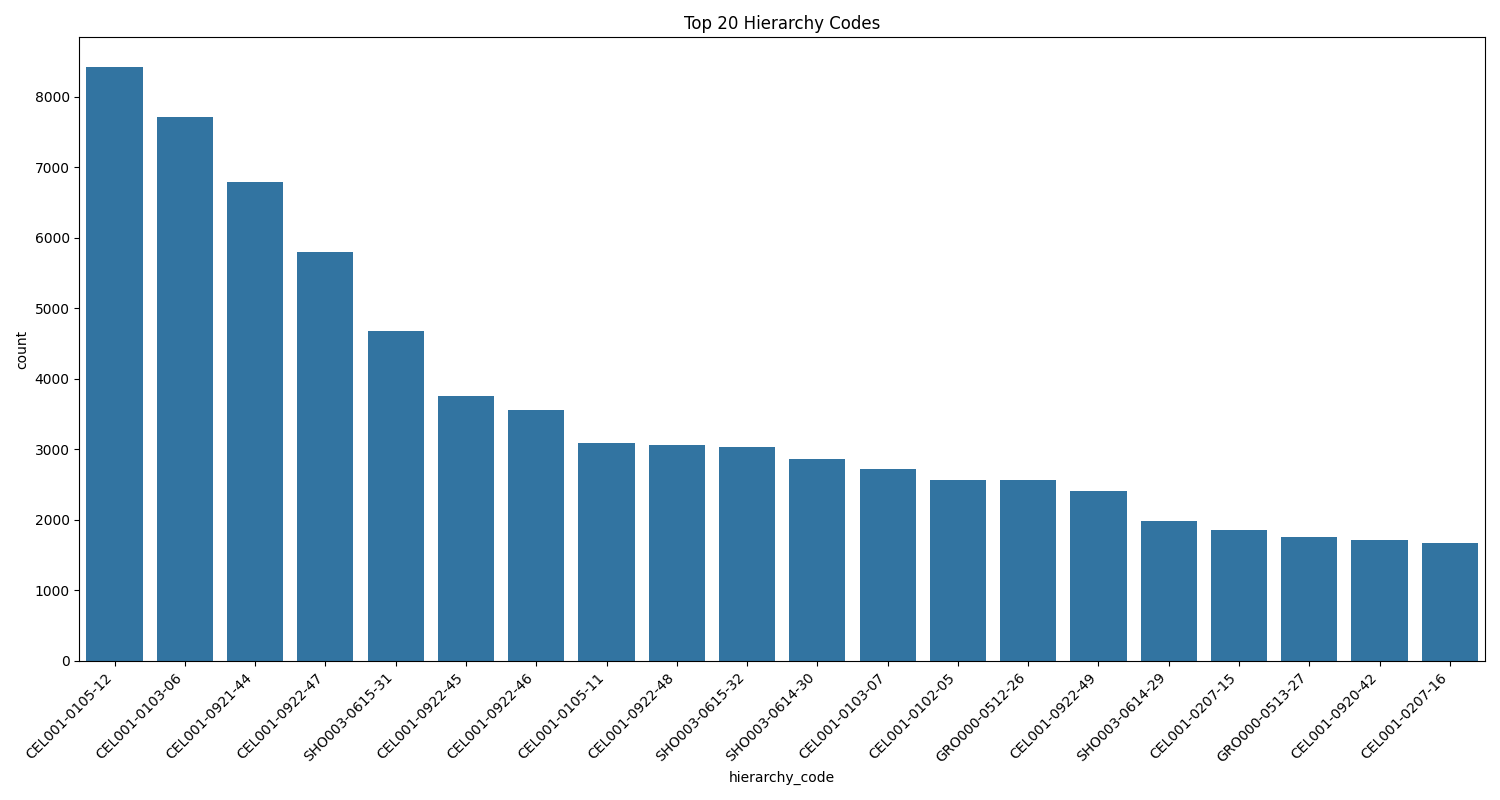 Top 20 Hierarchy Codes
8000
7000
6000
5000
4000
3000
2000
1000
0
count
CEL001-0105-12
CEL001-0103-06
CEL001-0921-44
CEL001-0922-47
SHO003-0615-31
CEL001-0922-45
CEL001-0922-46
CEL001-0105-11
CEL001-0922-48
SHO003-0615-32
SHO003-0614-30
CEL001-0103-07
CEL001-0102-05
GRO000-0512-26
CEL001-0922-49
SHO003-0614-29
CEL001-0207-15
GRO000-0513-27
CEL001-0920-42
CEL001-0207-16
hierarchy_code